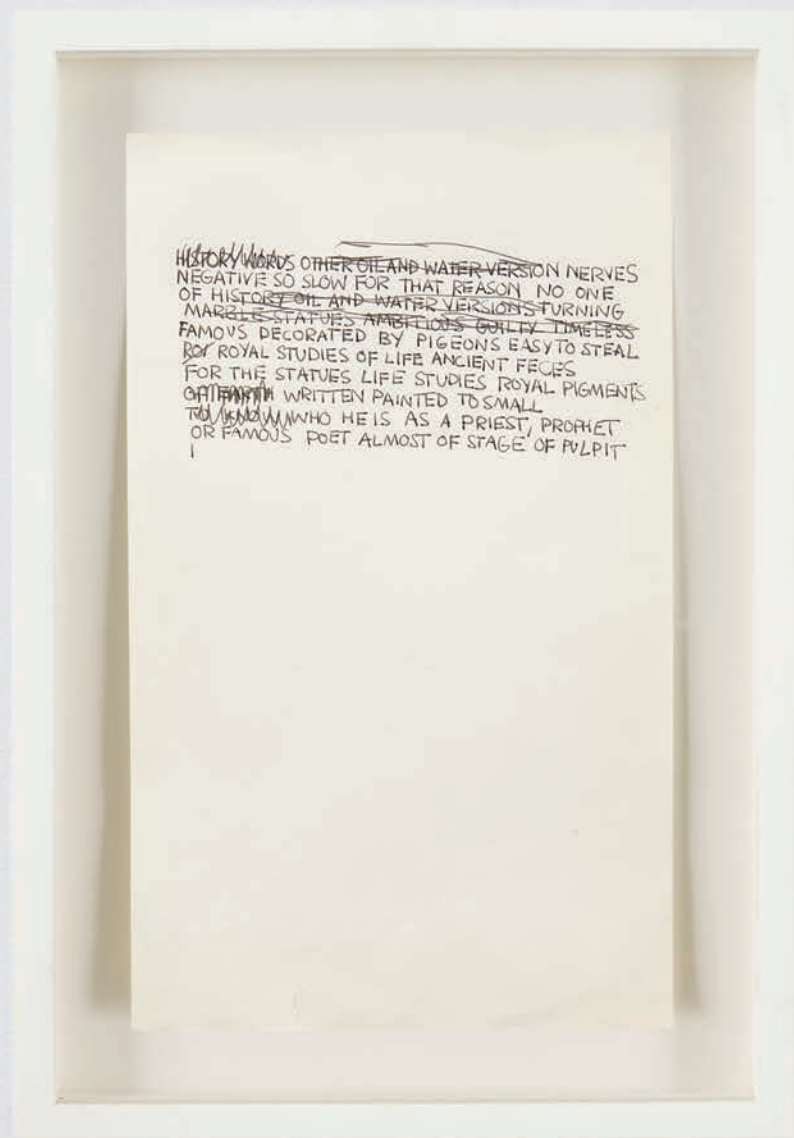 HISTORY WORDS OTHER OIL AND WATER VERSION NERVES
NEGATIVE SO SLOW FOR THAT REASON NO ONE
OF HISTORY OIL AND WATER VERSIONS TURNING
MARBLE STATUES AMBITIOUS GUILTY TIMELESS
FAMOUS DECORATED BY PIGEONS EASY TO STEAL
ROY ROYAL STUDIES OF LIFE ANCIENT FECES
FOR THE STATUES LIFE STUDIES ROYAL PIGMENTS
WRITTEN PAINTED TO SMALL
TO KNOW WHO HE IS AS A PRIEST, PROPHET
OR FAMOUS POET ALMOST OF STAGE OF PULPIT
I